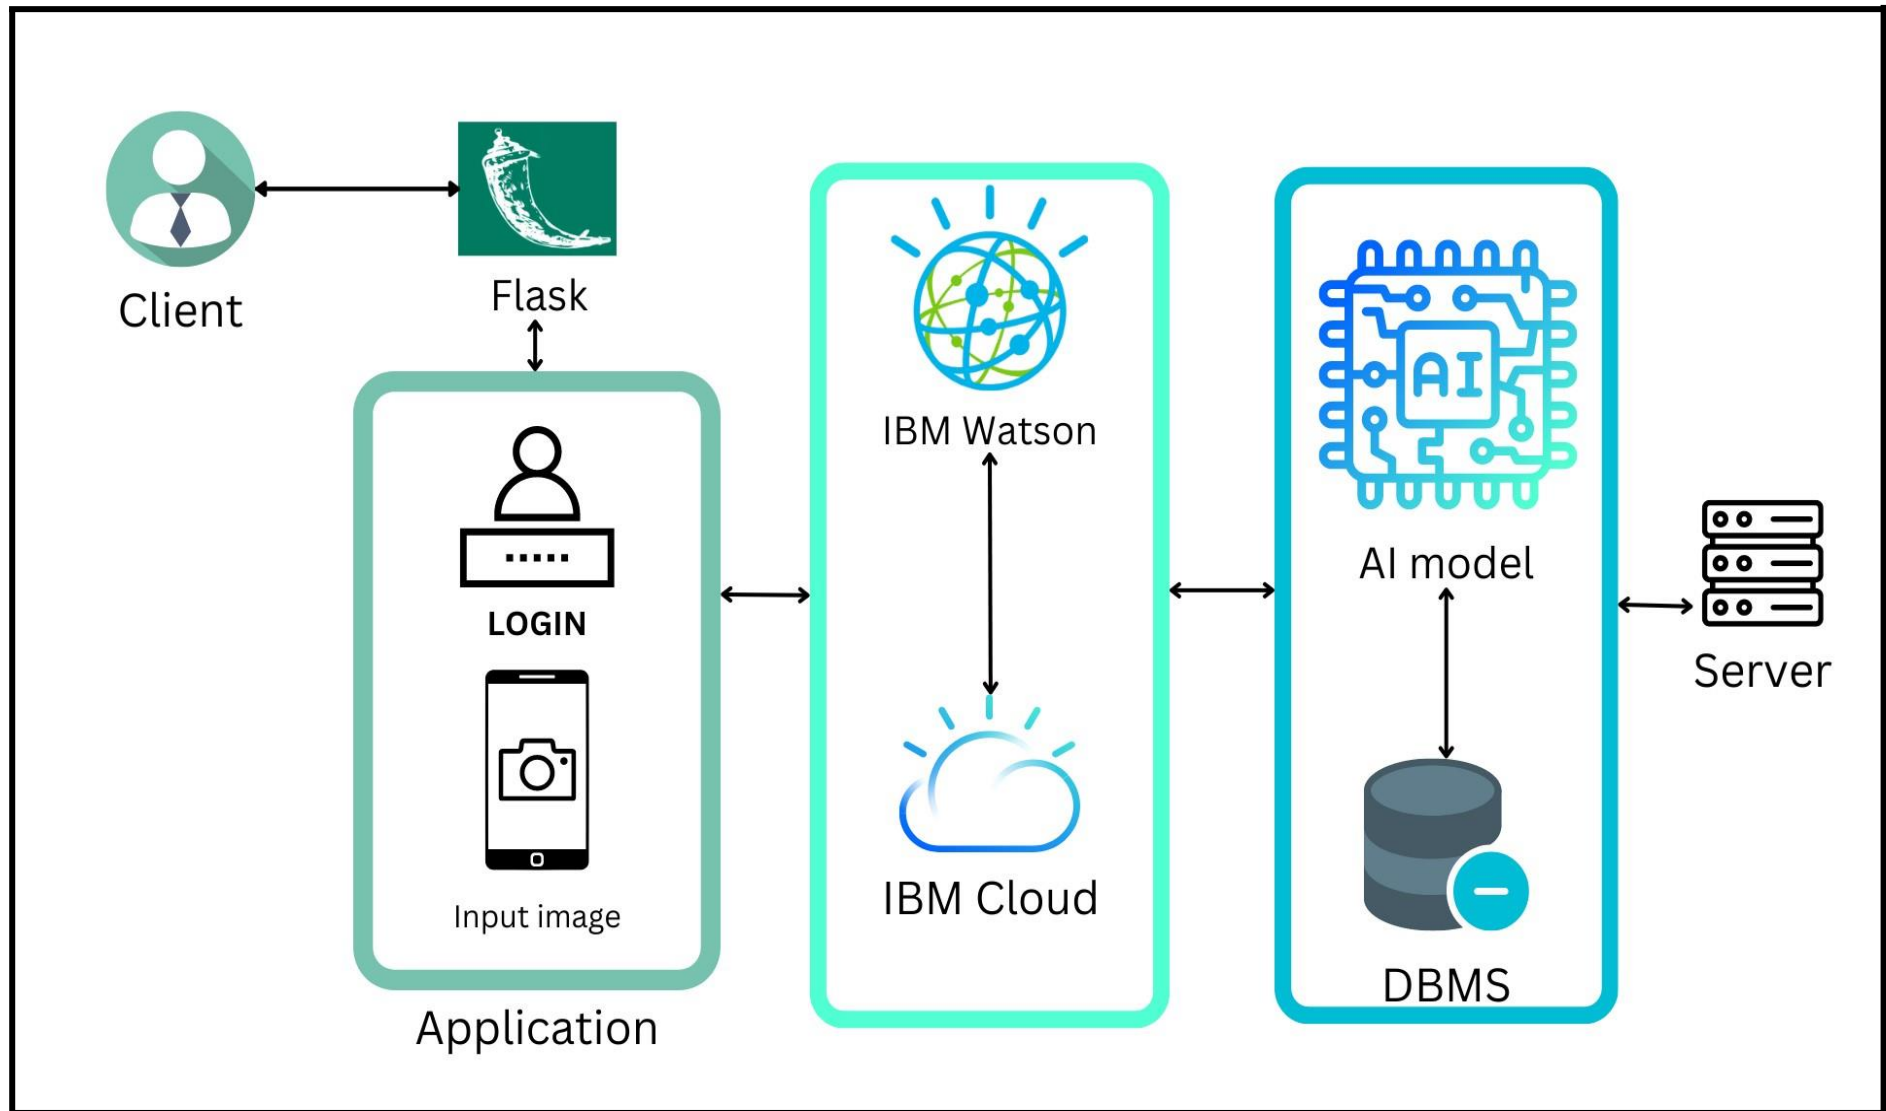 Client
Flask
LOGIN
Input image
Application
IBM Watson
IBM Cloud
AI
AI model
DBMS
Server